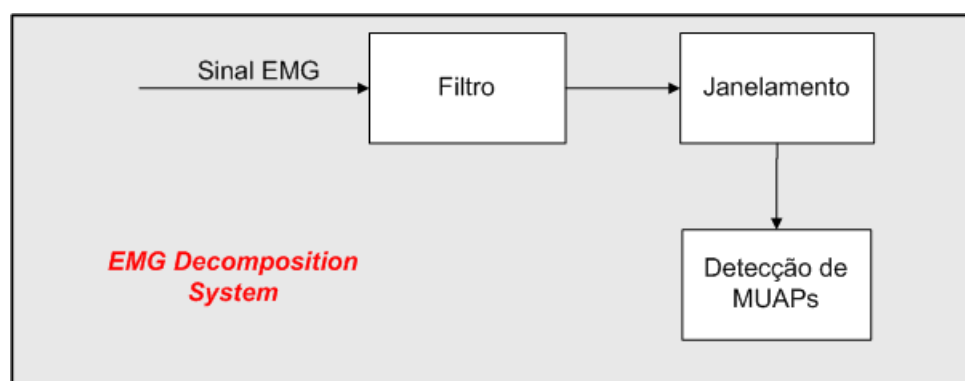 Sinal EMG
Filtro
Janelamento
EMG Decomposition
System
Detecção de
MUAPs